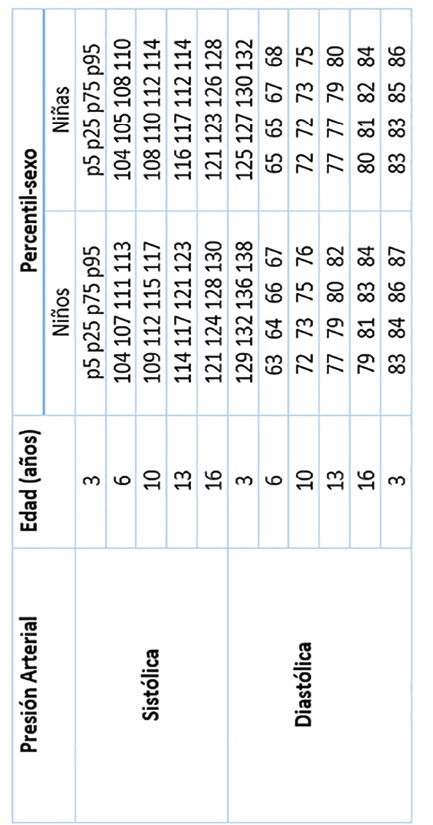 Presión Arterial Edad (años) Percentil-sexo
Niños Niñas
Sistólica 3 p5 p25 p75 p95 p5 p25 p75 p95
6 104 107 111 113 104 105 108 110
10 109 112 115 117 108 110 112 114
13 114 117 121 123 116 117 112 114
16 121 124 128 130 121 123 126 128
Diastólica 3 129 132 136 138 125 127 130 132
6 63 64 66 67 65 65 67 68
10 72 73 75 76 72 72 73 75
13 77 79 80 82 77 77 79 80
16 79 81 83 84 80 81 82 84
3 83 84 86 87 83 83 85 86